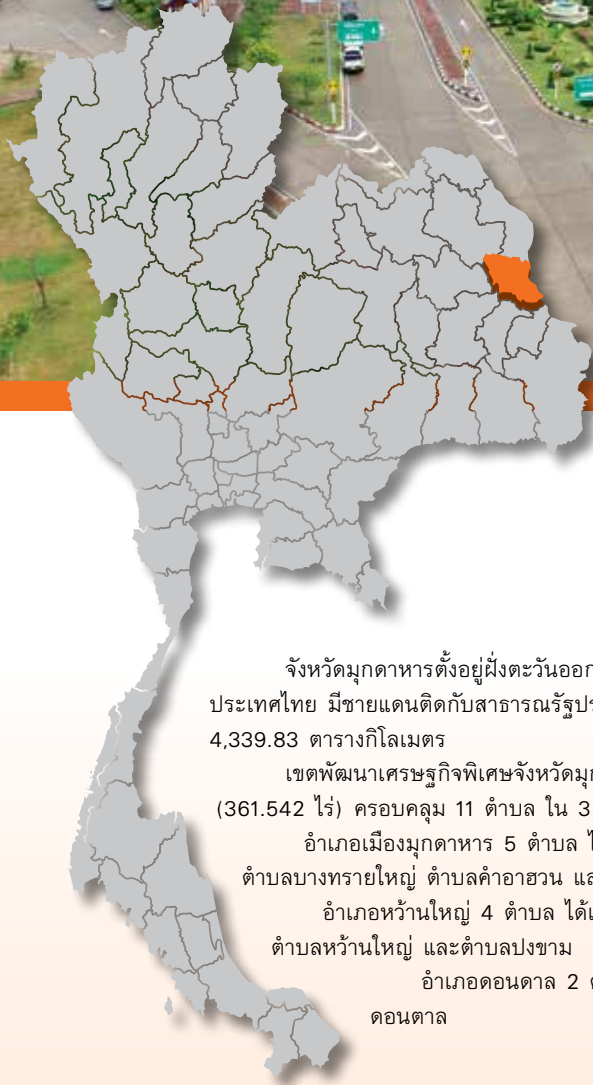 จังหวัดมุกดาหารตั้งอยู่ฝั่งตะวันออก
ประเทศไทย มีชายแดนติดกับสาธารณรัฐปร
4,339.83 ตารางกิโลเมตร
เขตพัฒนาเศรษฐกิจพิเศษจังหวัดมุก
(361.542 ไร่) ครอบคลุม 11 ตำบล ใน 3
อำเภอเมืองมุกดาหาร 5 ตำบล ไ
ตำบลบางทรายใหญ่ ตำบลคำอาฮวน แล
อำเภอหว้านใหญ่ 4 ตำบล ได้แ
ตำบลหว้านใหญ่ และตำบลปงขาม
อำเภอดอนดาล 2 ต
ดอนตาล